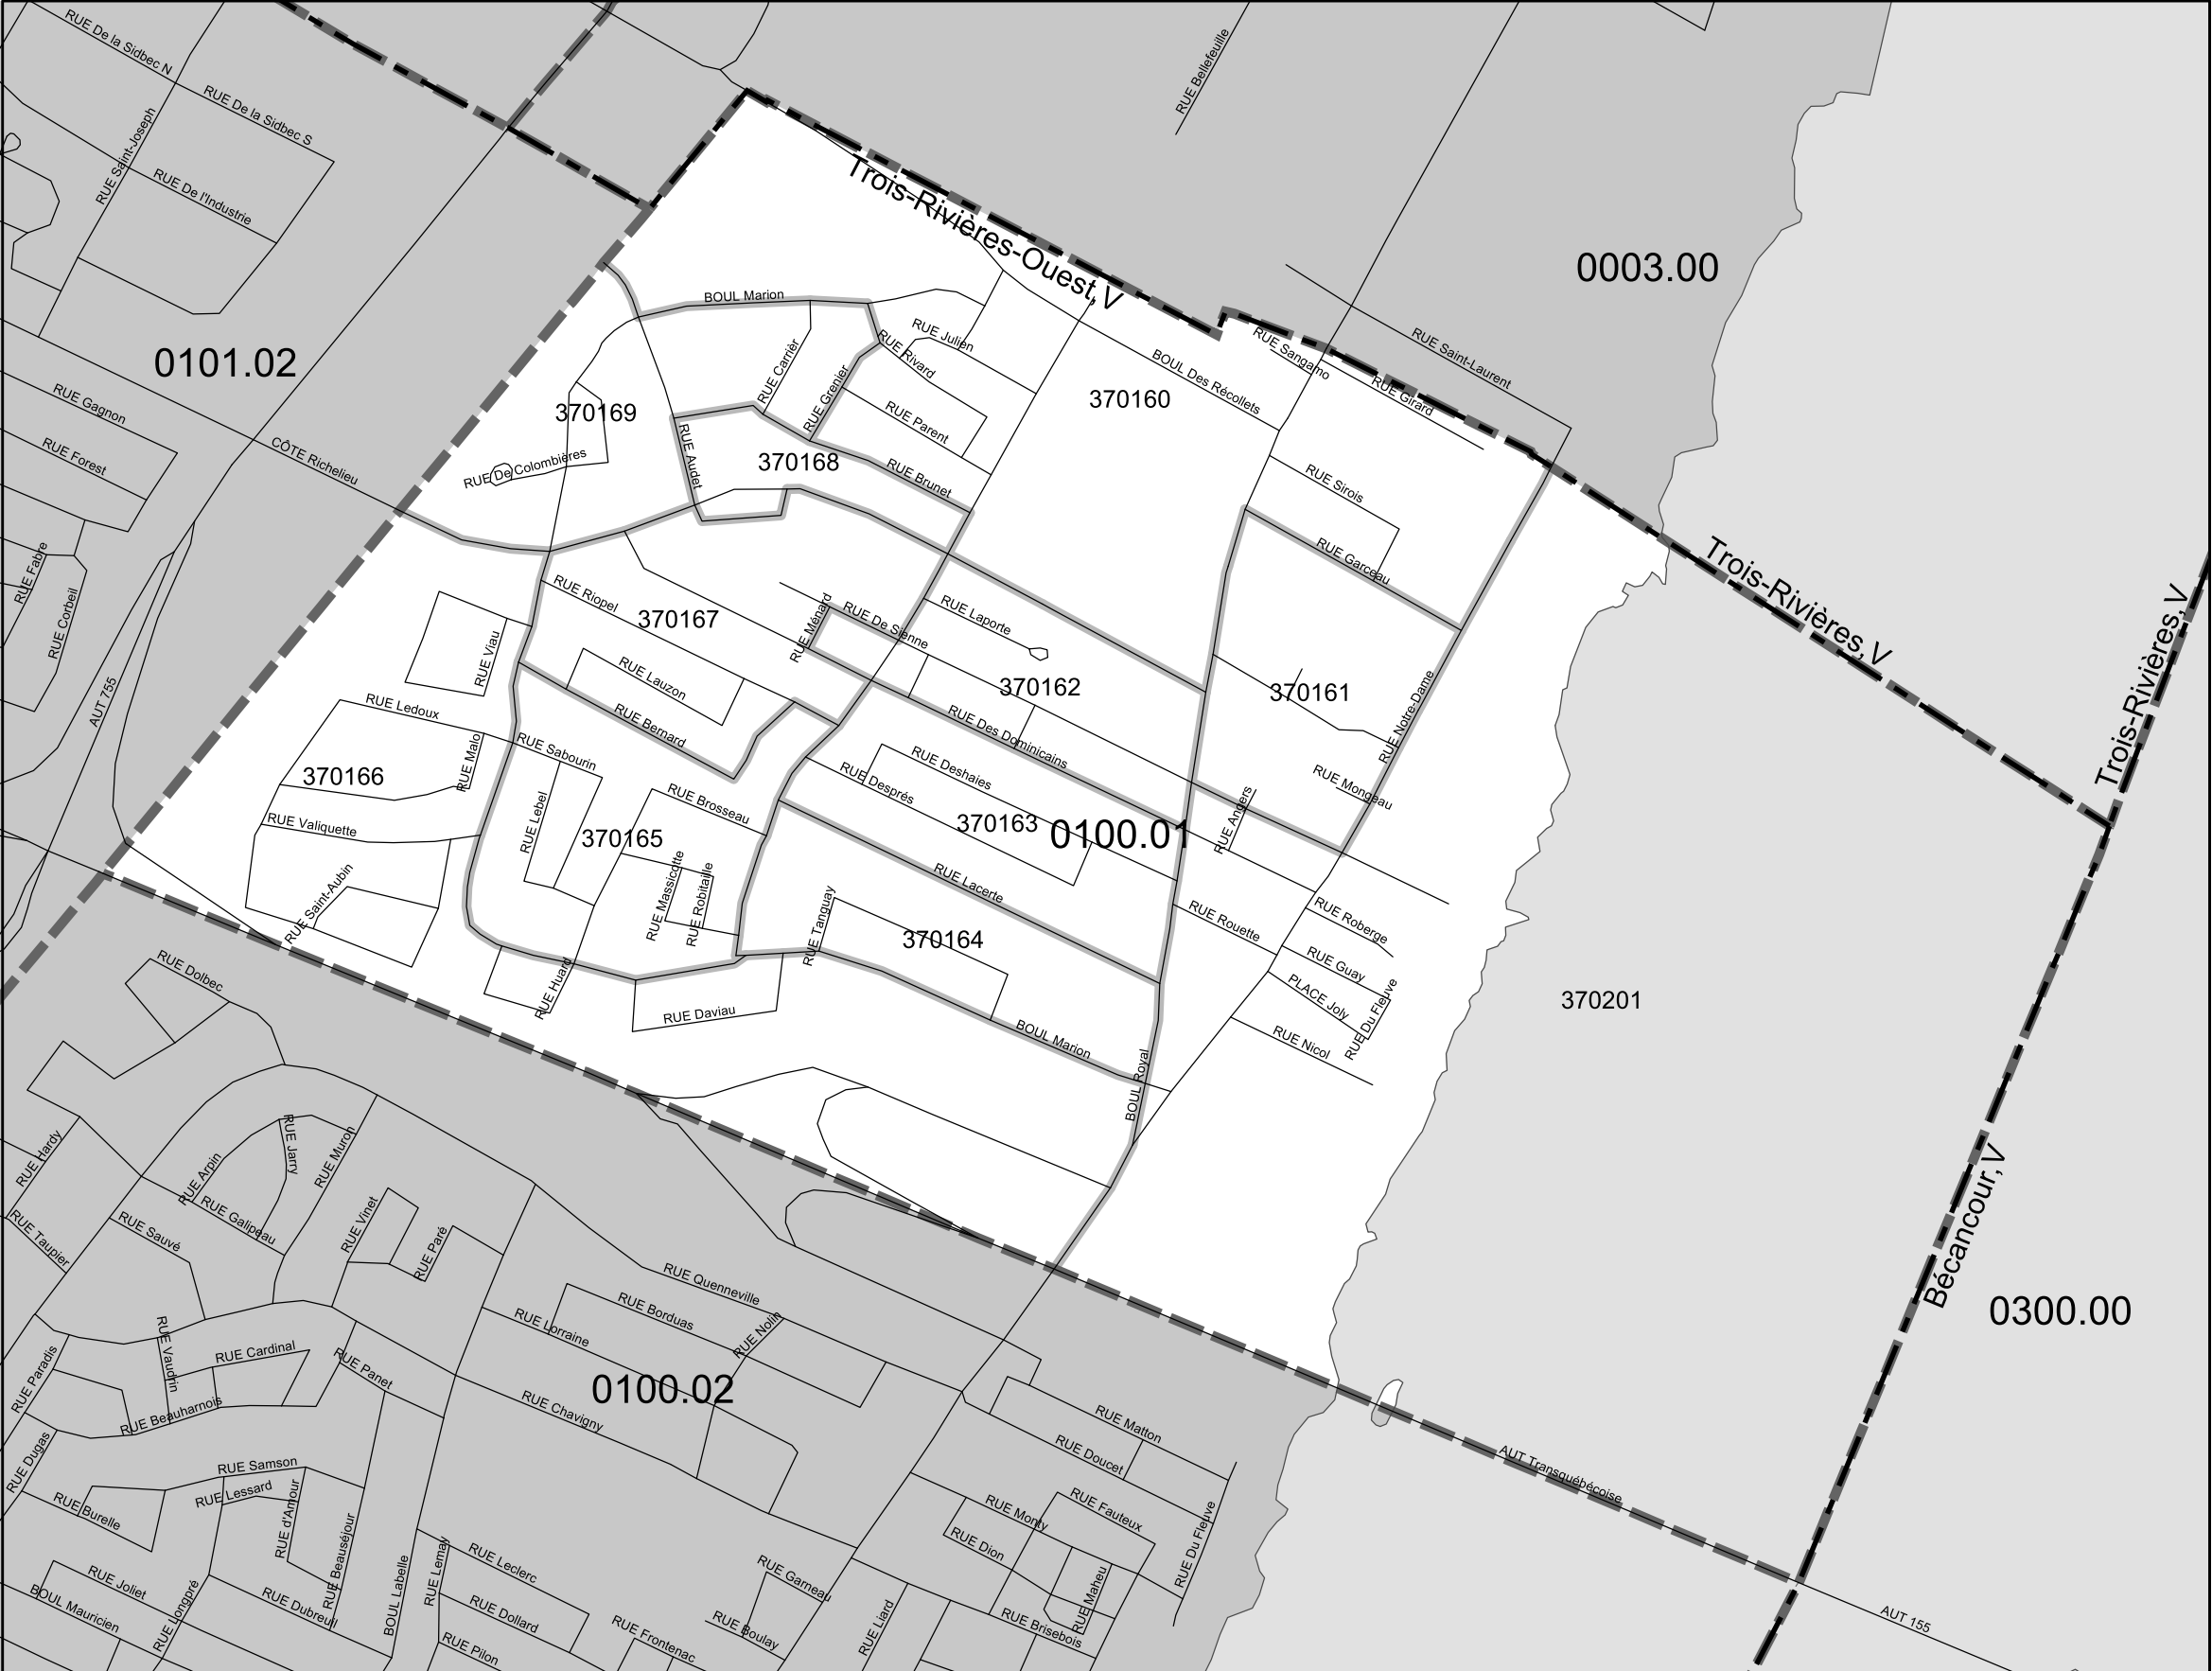 RUE De la Sidbec N
RUE De la Sidbec S
RUE Saint-Joseph
RUE De l'Industrie
RUE Bellefeuille
Trois-Rivières-Ouest,V
0003.00
0101.02
BOUL Marion
RUE Julien
RUE Rivard
RUE Carrièr
RUE Grenier
RUE Parent
RUE Sangamo
RUE Saint-Laurent
BOUL Des Récollets
RUE Girard
370160
370169
RUE Gagnon
RUE Forest
CÔTE Richelieu
RUE De Colombières
RUE Audet
370168
RUE Brunet
RUE Sirois
RUE Garceau
Trois-Rivières,V
Trois-Rivières,V
RUE Fabre
RUE Corbeil
AUT 755
RUE Riopel
370167
RUE Ménard
RUE De Sienne
RUE Laporte
RUE Viau
RUE Lauzon
RUE Bernard
370162
370161
RUE Notre-Dame
RUE Ledoux
RUE Sabourin
RUE Malo
370166
RUE Des Dominicains
RUE Deshaies
RUE Després
RUE Mongeau
RUE Angers
RUE Valiquette
RUE Lebel
370165
RUE Brosseau
370163
0100.01
RUE Saint-Aubin
RUE Massicotte
RUE Robitaille
RUE Lacerte
RUE Tanguay
370164
RUE Rouette
RUE Roberge
RUE Guay
PLACE Joly
RUE Du Fleuve
RUE Nicol
370201
RUE Dolbec
RUE Huard
RUE Daviau
BOUL Marion
BOUL Royal
RUE Hardy
RUE Jarry
RUE Arpin
RUE Muron
RUE Galipeau
RUE Taupier
RUE Sauvé
RUE Vinet
RUE Paré
Bécancour,V
0300.00
RUE Quenneville
RUE Borduas
RUE Lorraine
RUE Nolin
RUE Paradis
RUE Vaudrin
RUE Cardinal
RUE Panet
RUE Beauharnois
0100.02
RUE Chavigny
RUE Matton
RUE Doucet
AUT Transquébécoise
RUE Dugas
RUE Samson
RUE Lessard
RUE Burelle
RUE d'Amour
RUE Beauséjour
RUE Monty
RUE Fauteux
RUE Dion
RUE Du Fleuve
RUE Joliet
BOUL Mauricien
RUE Longpré
RUE Dubreuil
BOUL Labelle
RUE Lemay
RUE Leclerc
RUE Dollard
RUE Pilon
RUE Frontenac
RUE Garneau
RUE Boulay
RUE Liard
RUE Maheu
RUE Brisebois
AUT 155